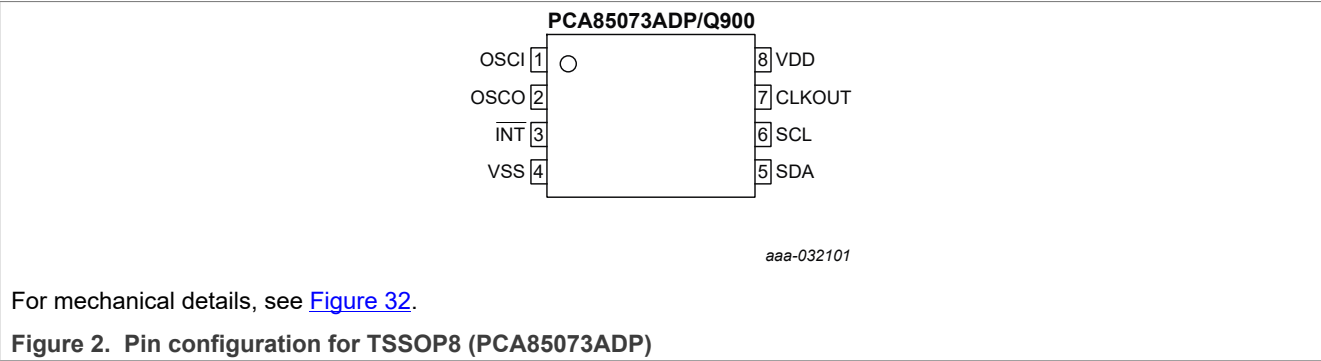 PCA85073ADP/Q900
OSCI 1
8 VDD
OSCO 2
7 CLKOUT
INT 3
6 SCL
VSS 4
5 SDA
aaa-032101
For mechanical details, see Figure 32.
Figure 2. Pin configuration for TSSOP8 (PCA85073ADP)